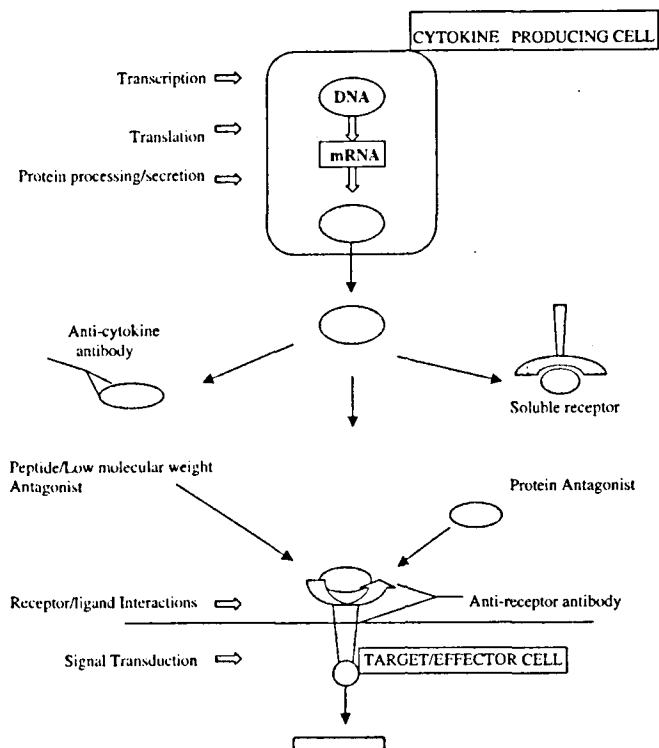 CYTOKINE PRODUCING CELL
Transcription
DNA
Translation
mRNA
Protein processing/secretion
Anti-cytokine
antibody
Soluble receptor
Peptide/Low molecular weight
Antagonist
Protein Antagonist
Receptor/ligand Interactions
Anti-receptor antibody
Signal Transduction
TARGET/EFFECTOR CELL